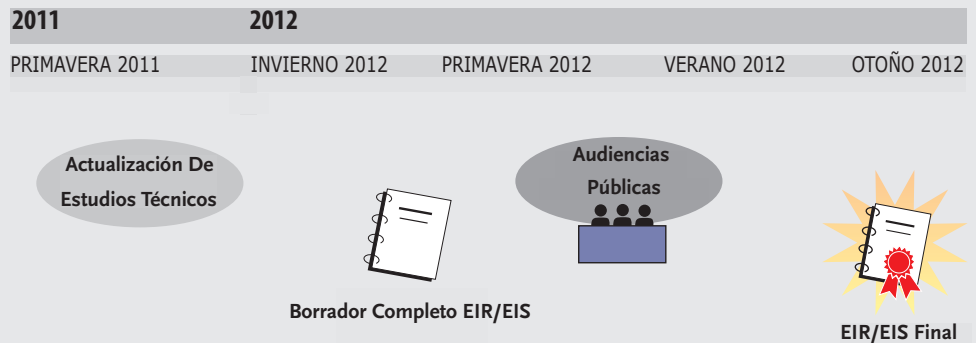 2011 2012
PRIMAVERA 2011 INVIERNO 2012 PRIMAVERA 2012 VERANO 2012 OTOÑO 2012
Actualización De
Estudios Técnicos
Audiencias
Públicas
Borrador Completo EIR/EIS
EIR/EIS Final